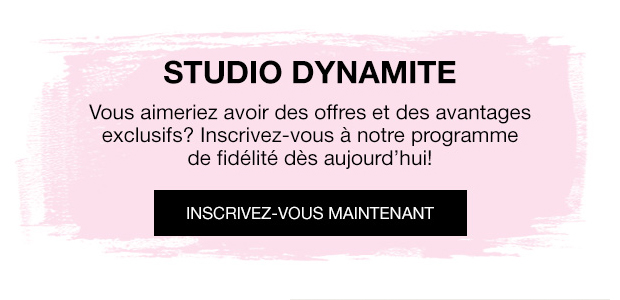 STUDIO DYNAMITE
Vous aimeriez avoir des offres et des avantages
exclusifs? Inscrivez-vous à notre programme
de fidélité dès aujourd’hui!
INSCRIVEZ-VOUS MAINTENANT